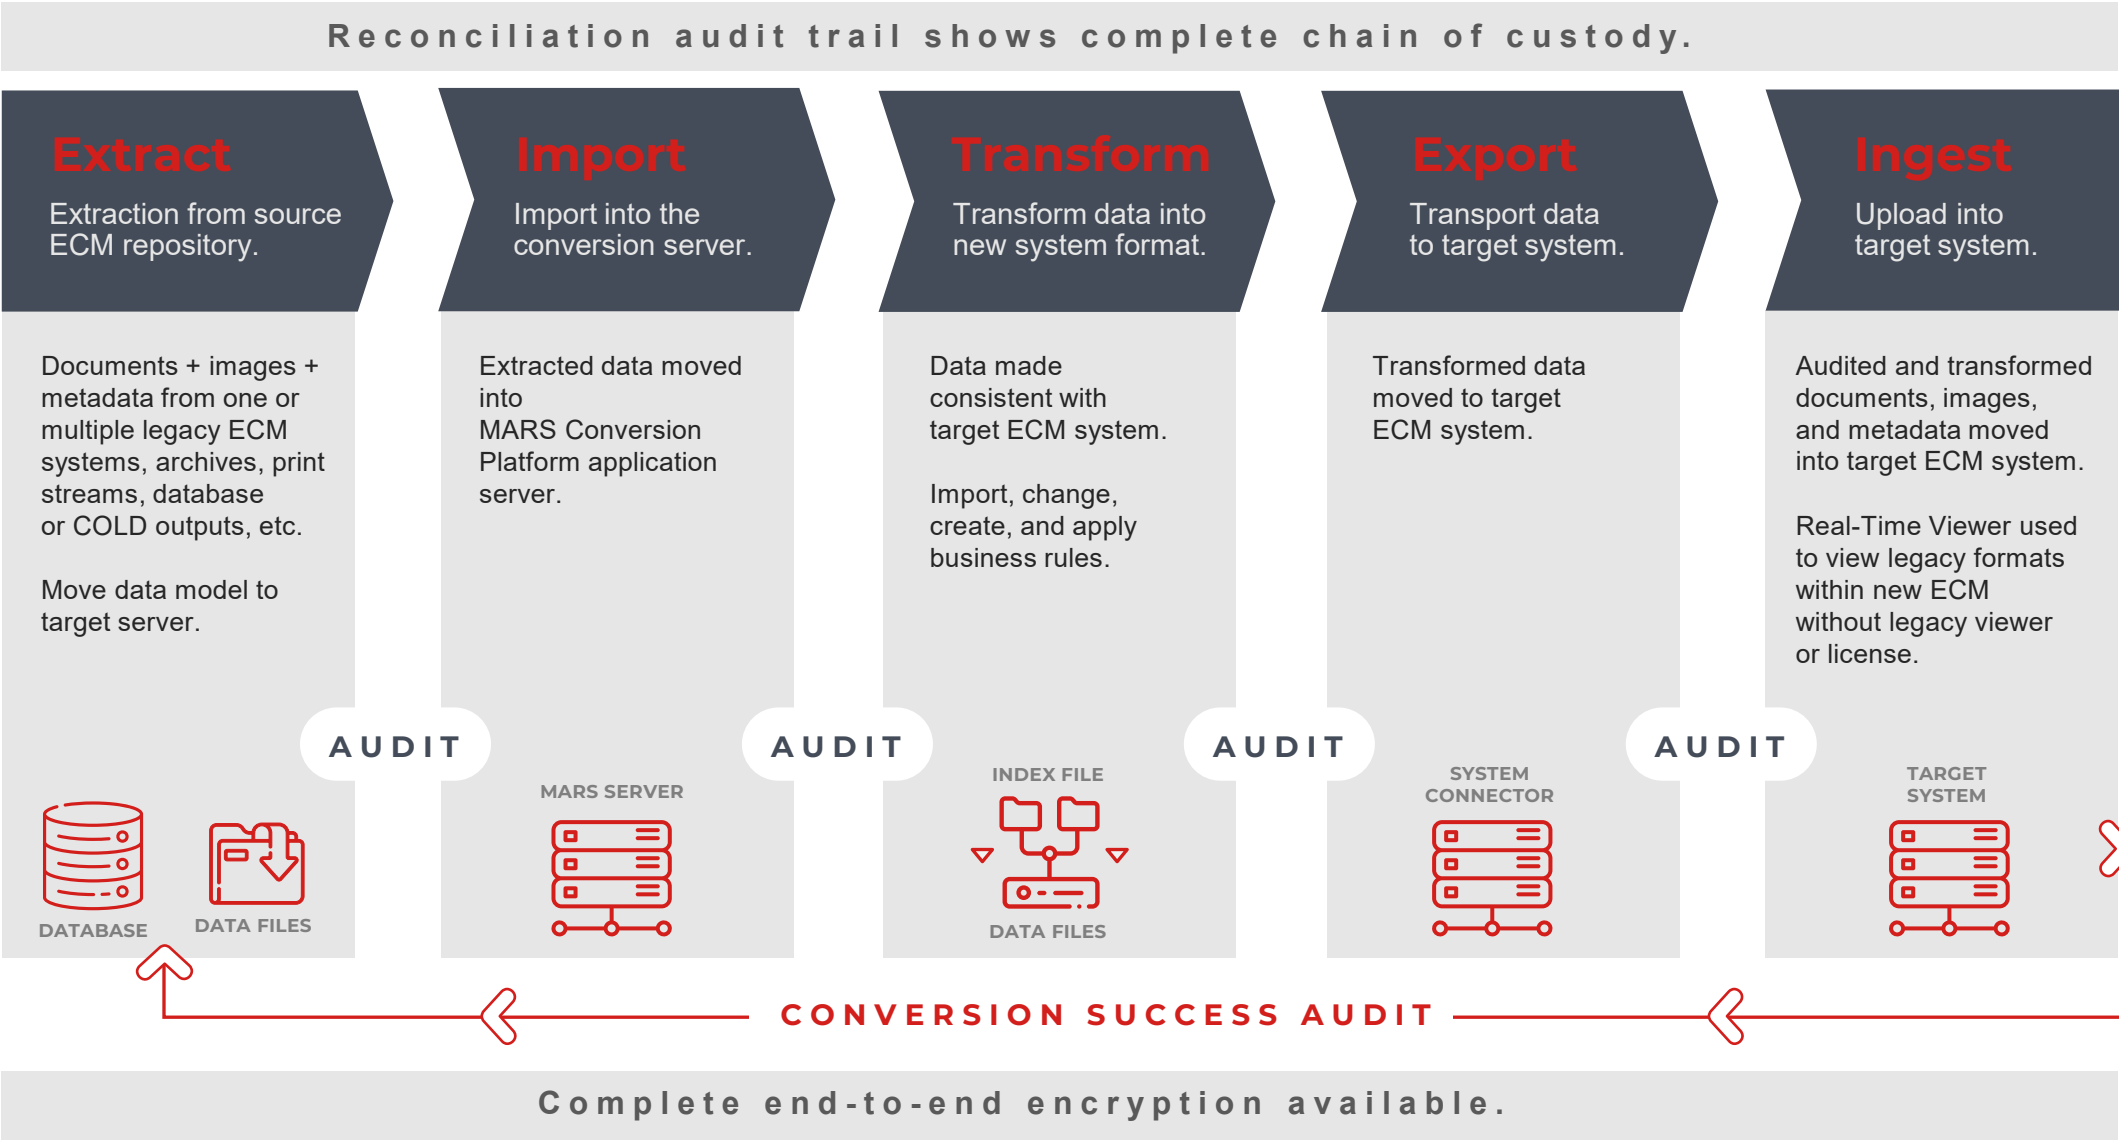 Reconciliation audit trail shows complete chain of custody.
Extract
Extraction from source
ECM repository.
Documents + images +
metadata from one or
multiple legacy ECM
systems, archives, print
streams, database
or COLD outputs, etc.
Move data model to
target server.
DATABASE
DATA FILES
AUDIT
Import
Import into the
conversion server.
Extracted data moved
into
MARS Conversion
Platform application
server.
MARS SERVER
AUDIT
Transform
Transform data into
new system format.
Data made
consistent with
target ECM system.
Import, change,
create, and apply
business rules.
INDEX FILE
DATA FILES
AUDIT
Export
Transport data
to target system.
Transformed data
moved to target
ECM system.
SYSTEM
CONNECTOR
AUDIT
Ingest
Upload into
target system.
Audited and transformed
documents, images,
and metadata moved
into target ECM system.
Real-Time Viewer used
to view legacy formats
within new ECM
without legacy viewer
or license.
TARGET
SYSTEM
CONVERSION SUCCESS AUDIT
Complete end-to-end encryption available.